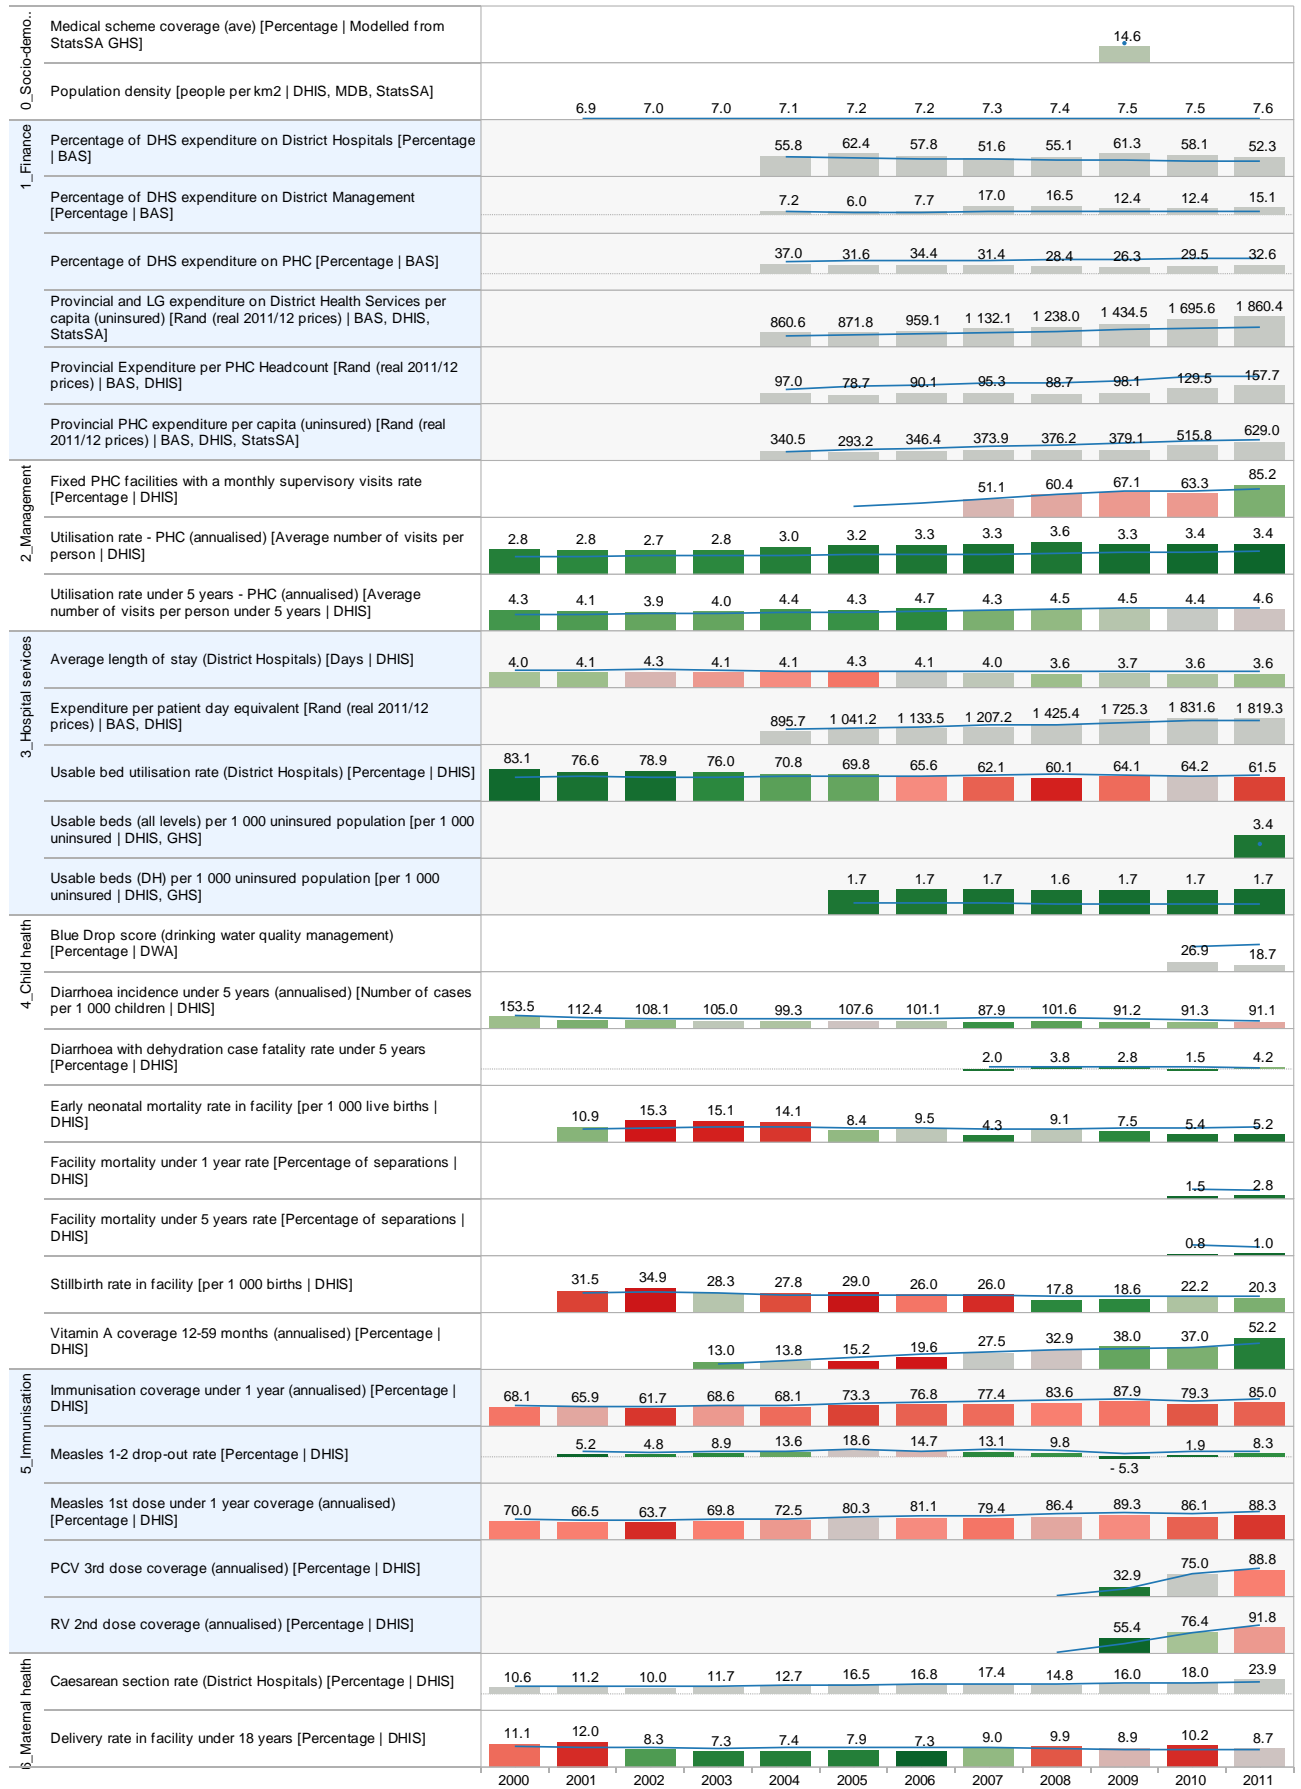 0_Socio-demo..
Medical scheme coverage (ave) [Percentage | Modelled from
StatsSA GHS]
14.6
Population density [people per km2 | DHIS, MDB, StatsSA]
6.9 7.0 7.0 7.1 7.2 7.2 7.3 7.4 7.5 7.5 7.6
1_Finance
Percentage of DHS expenditure on District Hospitals [Percentage
| BAS]
55.8 62.4 57.8 51.6 55.1 61.3 58.1 52.3
Percentage of DHS expenditure on District Management
[Percentage | BAS]
7.2 6.0 7.7 17.0 16.5 12.4 12.4 15.1
Percentage of DHS expenditure on PHC [Percentage | BAS]
37.0 31.6 34.4 31.4 28.4 26.3 29.5 32.6
Provincial and LG expenditure on District Health Services per
capita (uninsured) [Rand (real 2011/12 prices) | BAS, DHIS,
StatsSA]
860.6 871.8 959.1 1 132.1 1 238.0 1 434.5 1 695.6 1 860.4
Provincial Expenditure per PHC Headcount [Rand (real 2011/12
prices) | BAS, DHIS]
97.0 78.7 90.1 95.3 88.7 98.1 129.5 157.7
Provincial PHC expenditure per capita (uninsured) [Rand (real
2011/12 prices) | BAS, DHIS, StatsSA]
340.5 293.2 346.4 373.9 376.2 379.1 515.8 629.0
2_Management
Fixed PHC facilities with a monthly supervisory visits rate
[Percentage | DHIS]
51.1 60.4 67.1 63.3 85.2
Utilisation rate - PHC (annualised) [Average number of visits per
person | DHIS]
2.8 2.8 2.7 2.8 3.0 3.2 3.3 3.3 3.6 3.3 3.4 3.4
Utilisation rate under 5 years - PHC (annualised) [Average
number of visits per person under 5 years | DHIS]
4.3 4.1 3.9 4.0 4.4 4.3 4.7 4.3 4.5 4.5 4.4 4.6
3_Hospital services
Average length of stay (District Hospitals) [Days | DHIS]
4.0 4.1 4.3 4.1 4.1 4.3 4.1 4.0 3.6 3.7 3.6 3.6
Expenditure per patient day equivalent [Rand (real 2011/12
prices) | BAS, DHIS]
895.7 1 041.2 1 133.5 1 207.2 1 425.4 1 725.3 1 831.6 1 819.3
Usable bed utilisation rate (District Hospitals) [Percentage | DHIS]
83.1 76.6 78.9 76.0 70.8 69.8 65.6 62.1 60.1 64.1 64.2 61.5
Usable beds (all levels) per 1 000 uninsured population [per 1 000
uninsured | DHIS, GHS]
3.4
Usable beds (DH) per 1 000 uninsured population [per 1 000
uninsured | DHIS, GHS]
1.7 1.7 1.7 1.6 1.7 1.7 1.7
4_Child health
Blue Drop score (drinking water quality management)
[Percentage | DWA]
26.9 18.7
Diarrhoea incidence under 5 years (annualised) [Number of cases
per 1 000 children | DHIS]
153.5 112.4 108.1 105.0 99.3 107.6 101.1 87.9 101.6 91.2 91.3 91.1
Diarrhoea with dehydration case fatality rate under 5 years
[Percentage | DHIS]
2.0 3.8 2.8 1.5 4.2
Early neonatal mortality rate in facility [per 1 000 live births |
DHIS]
10.9 15.3 15.1 14.1 8.4 9.5 4.3 9.1 7.5 5.4 5.2
Facility mortality under 1 year rate [Percentage of separations |
DHIS]
1.5 2.8
Facility mortality under 5 years rate [Percentage of separations |
DHIS]
0.8 1.0
Stillbirth rate in facility [per 1 000 births | DHIS]
31.5 34.9 28.3 27.8 29.0 26.0 26.0 17.8 18.6 22.2 20.3
Vitamin A coverage 12-59 months (annualised) [Percentage |
DHIS]
13.0 13.8 15.2 19.6 27.5 32.9 38.0 37.0 52.2
5_Immunisation
Immunisation coverage under 1 year (annualised) [Percentage |
DHIS]
68.1 65.9 61.7 68.6 68.1 73.3 76.8 77.4 83.6 87.9 79.3 85.0
Measles 1-2 drop-out rate [Percentage | DHIS]
5.2 4.8 8.9 13.6 18.6 14.7 13.1 9.8 - 5.3 1.9 8.3
Measles 1st dose under 1 year coverage (annualised)
[Percentage | DHIS]
70.0 66.5 63.7 69.8 72.5 80.3 81.1 79.4 86.4 89.3 86.1 88.3
PCV 3rd dose coverage (annualised) [Percentage | DHIS]
32.9 75.0 88.8
RV 2nd dose coverage (annualised) [Percentage | DHIS]
55.4 76.4 91.8
6_Maternal health
Caesarean section rate (District Hospitals) [Percentage | DHIS]
10.6 11.2 10.0 11.7 12.7 16.5 16.8 17.4 14.8 16.0 18.0 23.9
Delivery rate in facility under 18 years [Percentage | DHIS]
11.1 12.0 8.3 7.3 7.4 7.9 7.3 9.0 9.9 8.9 10.2 8.7
2000 2001 2002 2003 2004 2005 2006 2007 2008 2009 2010 2011